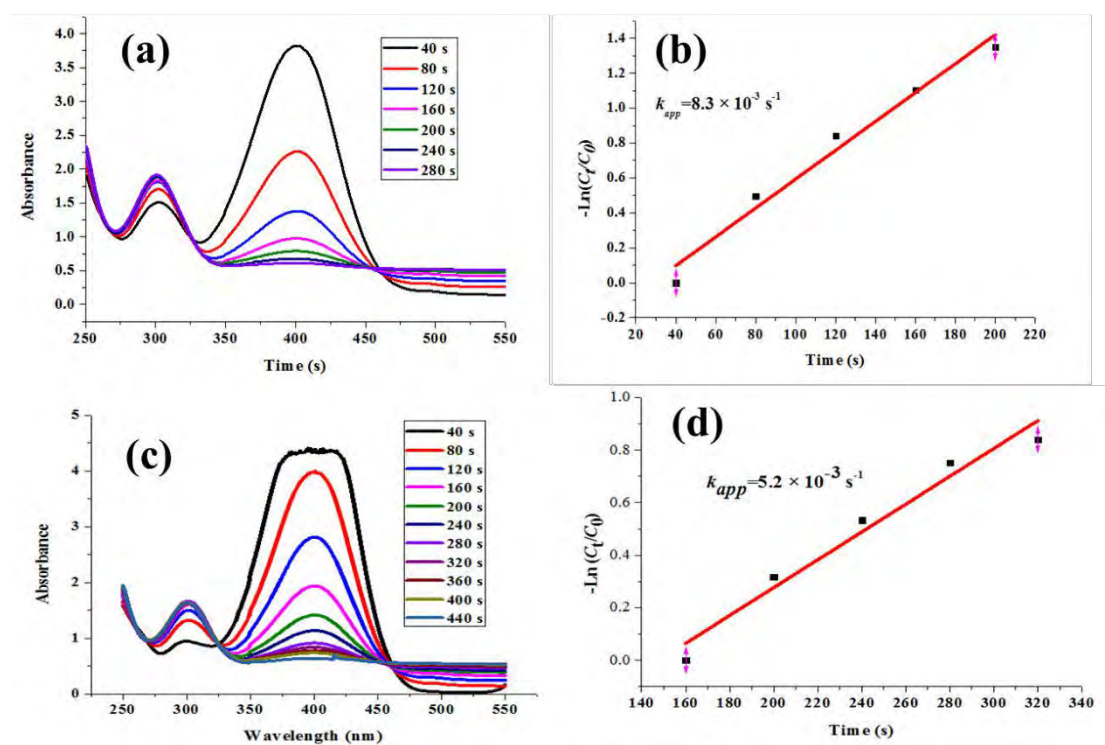 (a)
40 s
80 s
120 s
160 s
200 s
240 s
280 s
Absorbance
4.0
3.5
3.0
2.5
2.0
1.5
1.0
0.5
0.0
250 300 350 400 450 500 550
Time (s)
(b)
k_app=8.3 × 10⁻³ s⁻¹
-Ln(Ct/C0)
1.4
1.2
1.0
0.8
0.6
0.4
0.2
0.0
-0.2
20 40 60 80 100 120 140 160 180 200 220
Time (s)
(c)
40 s
80 s
120 s
160 s
200 s
240 s
280 s
320 s
360 s
400 s
440 s
Absorbance
5
4
3
2
1
0
250 300 350 400 450 500 550
Wavelength (nm)
(d)
k_app=5.2 × 10⁻³ s⁻¹
-Ln (Ct/C0)
0.8
0.6
0.4
0.2
0.0
140 160 180 200 220 240 260 280 300 320 340
Time (s)